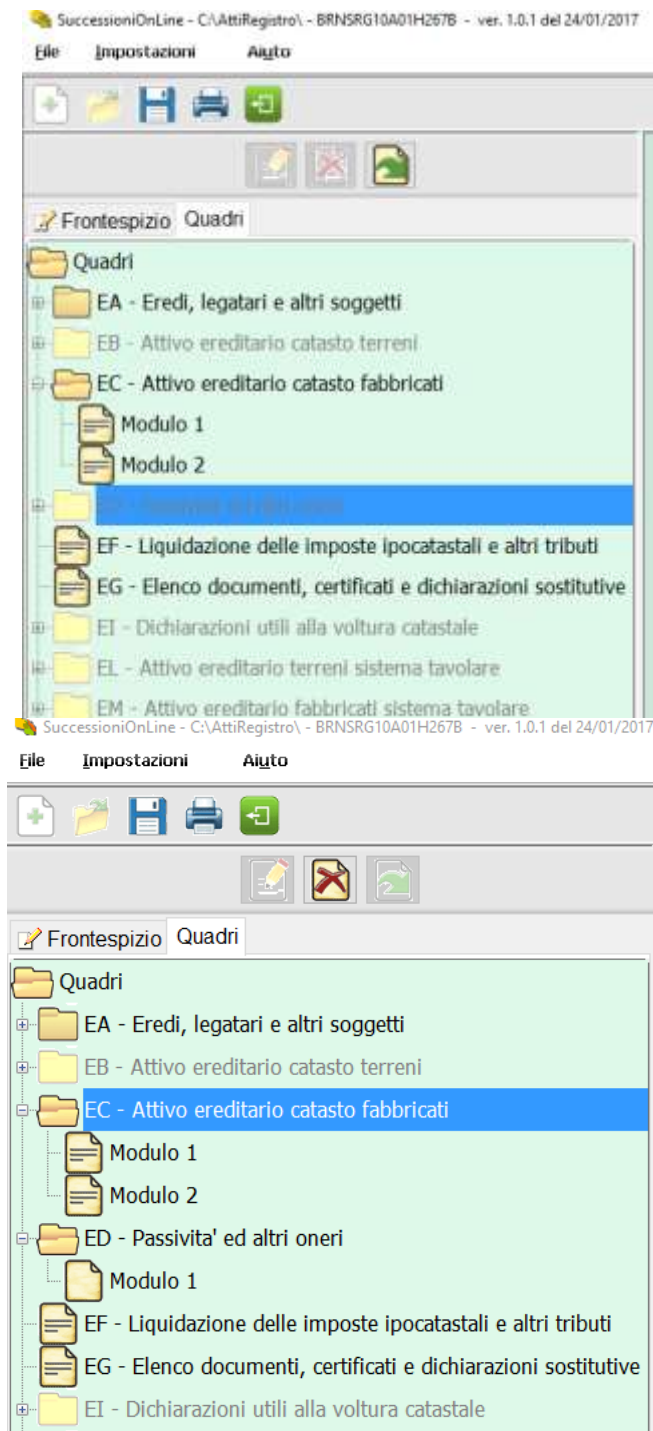 SuccessioniOnLine - C:\AttiRegistro\ - BRNSRG10A01H267B - ver. 1.0.1 del 24/01/2017
File Impostazioni Aiuto
Frontespizio Quadri
Quadri
EA - Eredi, legatari e altri soggetti
EB - Attivo ereditario catasto terreni
EC - Attivo ereditario catasto fabbricati
Modulo 1
Modulo 2
EF - Liquidazione delle imposte ipocatastali e altri tributi
EG - Elenco documenti, certificati e dichiarazioni sostitutive
EI - Dichiarazioni utili alla voltura catastale
EL - Attivo ereditario terreni sistema tavolare
EM - Attivo ereditario fabbricati sistema tavolare
SuccessioniOnLine - C:\AttiRegistro\ - BRNSRG10A01H267B - ver. 1.0.1 del 24/01/2017
File Impostazioni Aiuto
Frontespizio Quadri
Quadri
EA - Eredi, legatari e altri soggetti
EB - Attivo ereditario catasto terreni
EC - Attivo ereditario catasto fabbricati
Modulo 1
Modulo 2
ED - Passivita' ed altri oneri
Modulo 1
EF - Liquidazione delle imposte ipocatastali e altri tributi
EG - Elenco documenti, certificati e dichiarazioni sostitutive
EI - Dichiarazioni utili alla voltura catastale